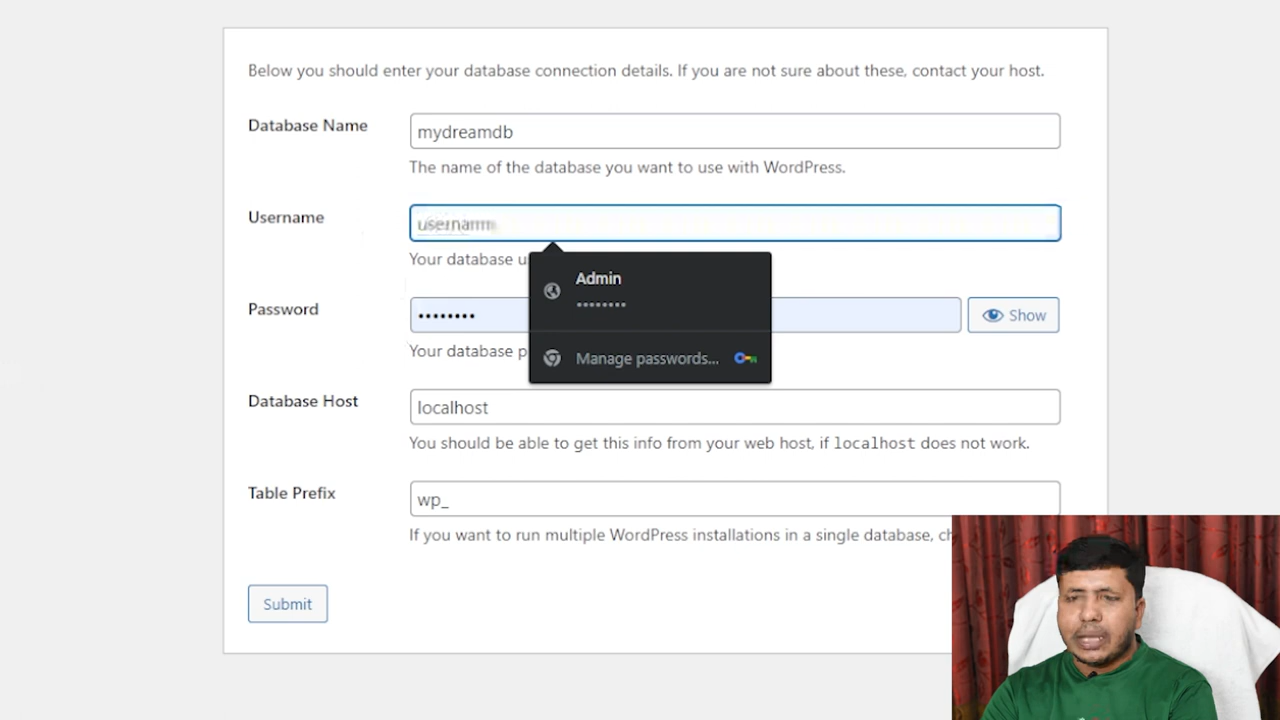 Below you should enter your database connection details. If you are not sure about these, contact your host.
Database Name
mydreamdb
The name of the database you want to use with WordPress.
Username
Your database
Admin
••••••••
Manage passwords...
Password
••••••••
Show
Your database
Database Host
localhost
You should be able to get this info from your web host, if localhost does not work.
Table Prefix
wp_
If you want to run multiple WordPress installations in a single database,
Submit